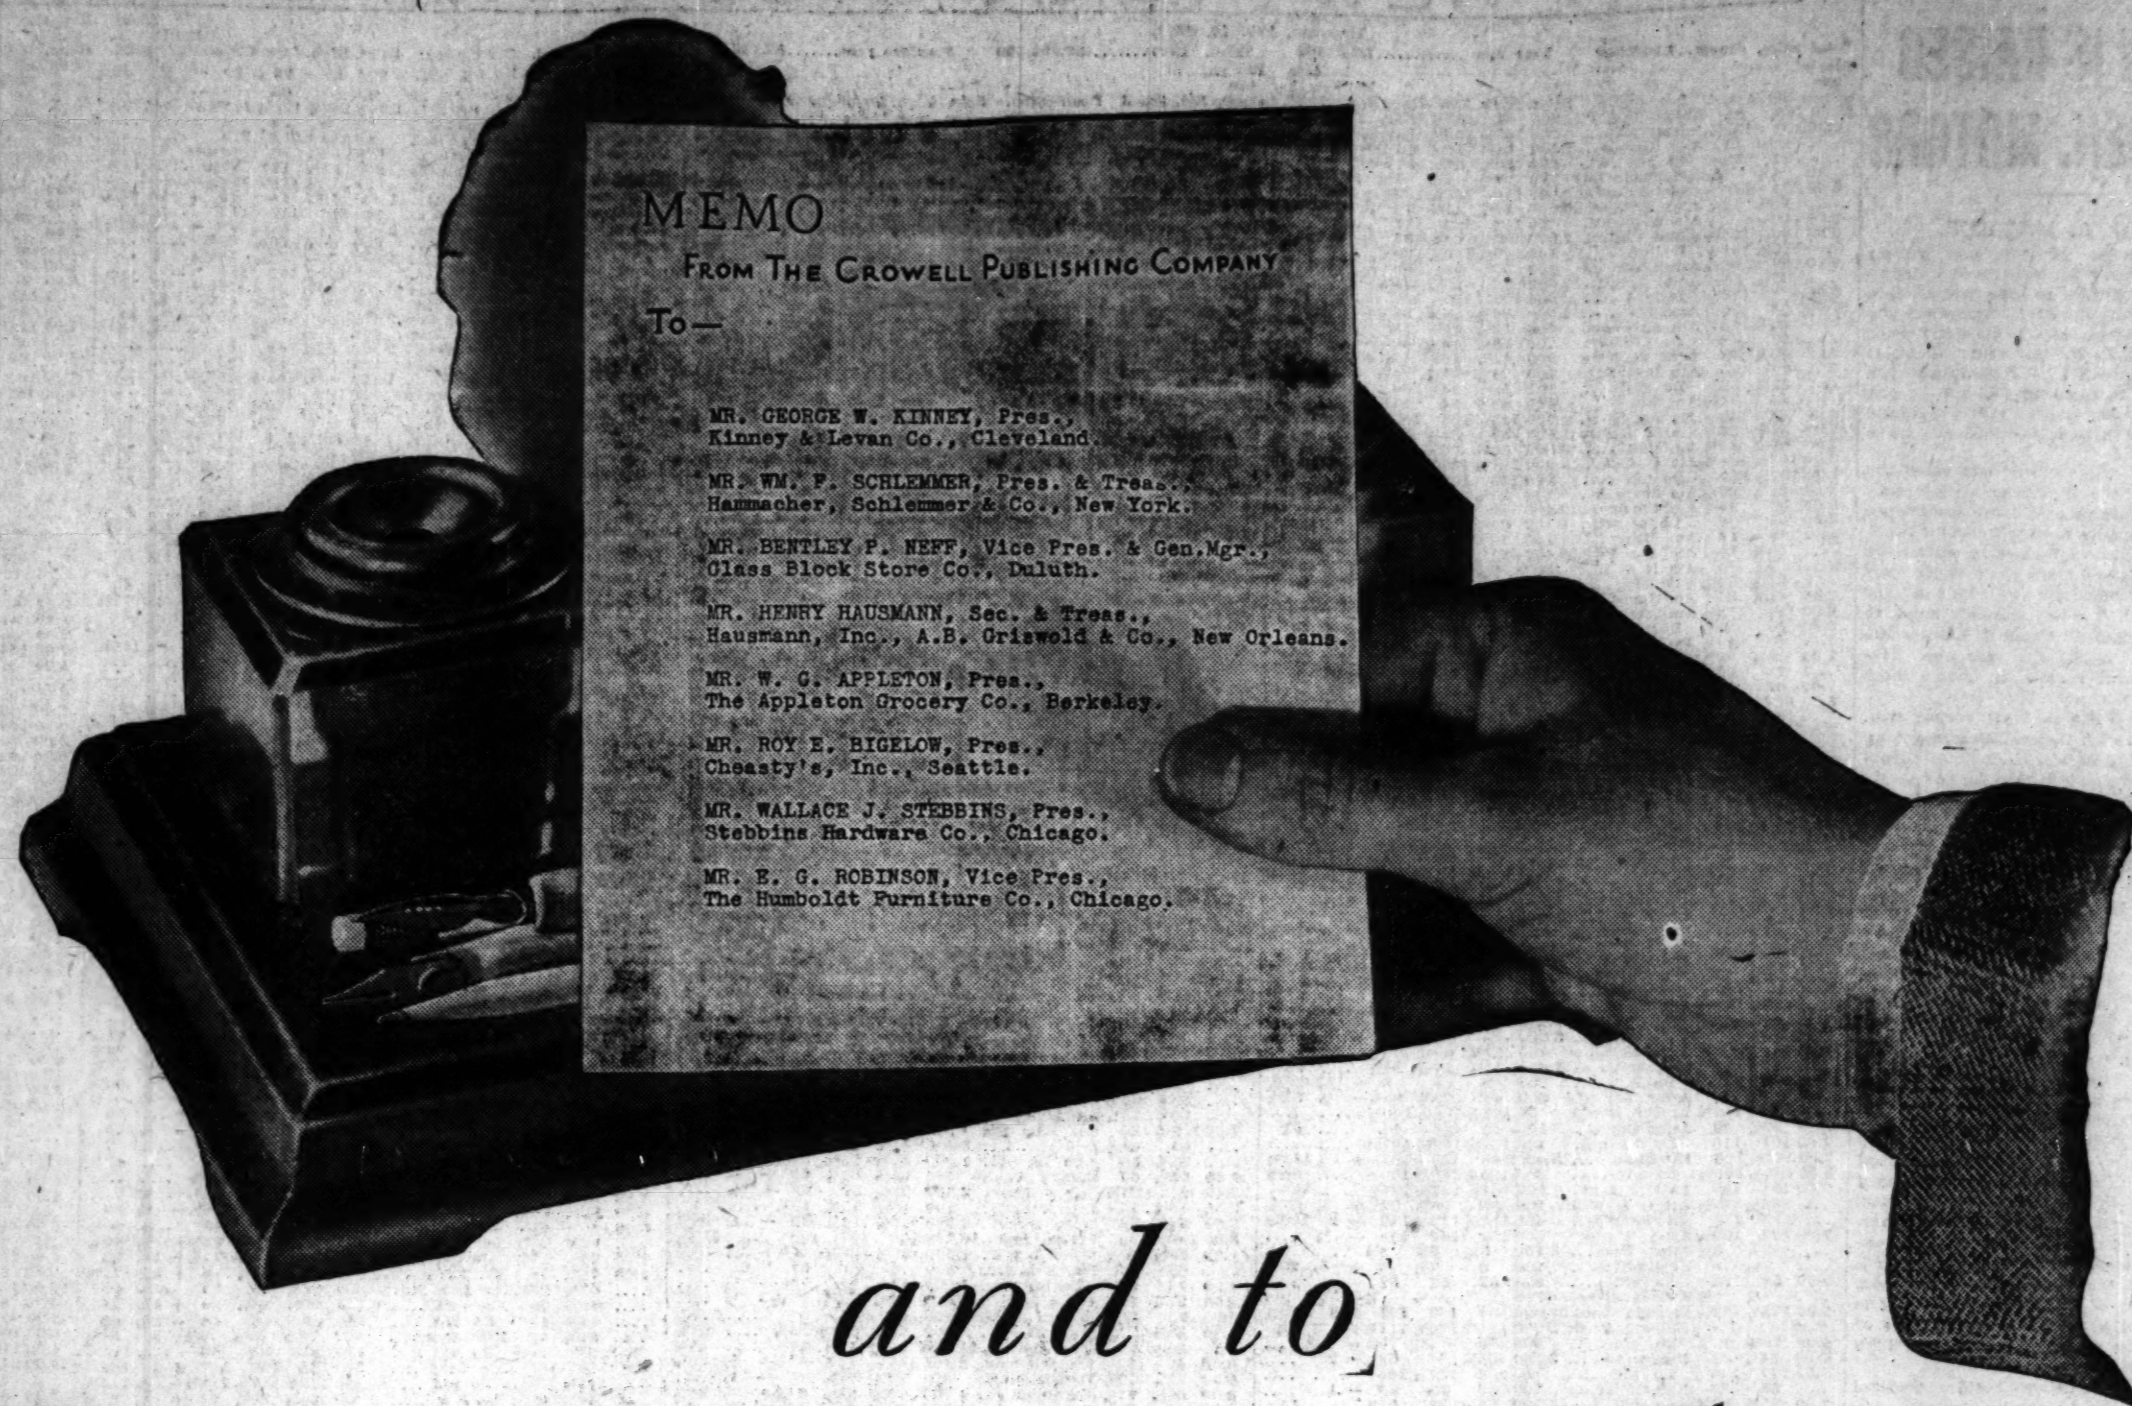 MEMO
FROM THE CROWELL PUBLISHING COMPANY
To—
MR. GEORGE W. KINNEY, Pres.,
Kinney & Levan Co., Cleveland.
MR. WM. F. SCHLEMMER, Pres. & Treas.,
Hammacher, Schlemmer & Co., New York.
MR. BENTLEY P. NEFF, Vice Pres. & Gen.Mgr.,
Glass Block Store Co., Duluth.
MR. HENRY HAUSMANN, Sec. & Treas.,
Hausmann, Inc., A.B. Griswold & Co., New Orleans.
MR. W. G. APPLETON, Pres.,
The Appleton Grocery Co., Berkeley.
MR. ROY E. BIGELOW, Pres.,
Cheasty's, Inc., Seattle.
MR. WALLACE J. STEBBINS, Pres.,
Stebbins Hardware Co., Chicago.
MR. E. G. ROBINSON, Vice Pres.,
The Humboldt Furniture Co., Chicago.
and to